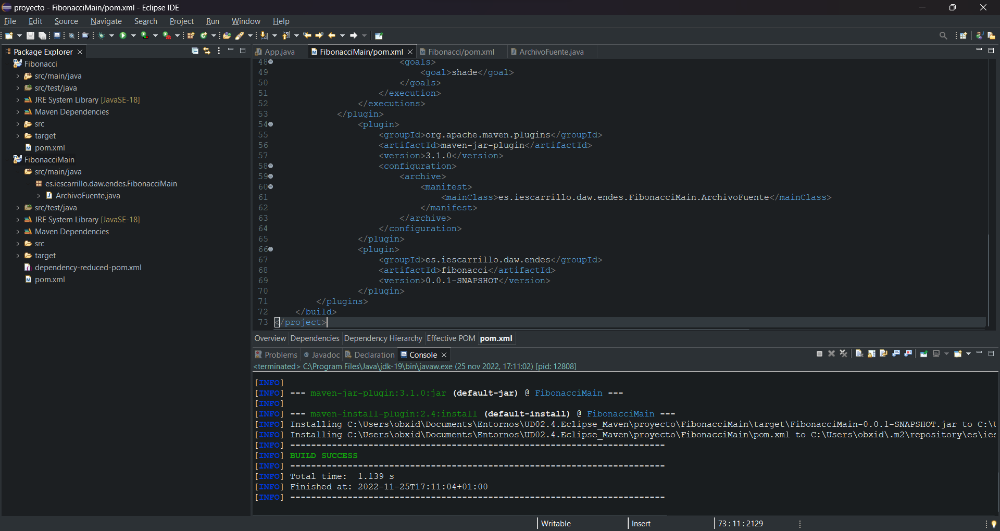 proyecto - FibonacciMain/pom.xml - Eclipse IDE
File Edit Source Navigate Search Project Run Window Help
Package Explorer
Fibonacci
src/main/java
src/test/java
JRE System Library [JavaSE-18]
Maven Dependencies
src
target
pom.xml
FibonacciMain
src/main/java
es.iescarrillo.daw.endes.FibonacciMain
ArchivoFuente.java
src/test/java
JRE System Library [JavaSE-18]
Maven Dependencies
src
target
dependency-reduced-pom.xml
pom.xml
App.java FibonacciMain/pom.xml Fibonacci/pom.xml ArchivoFuente.java
48 <goals>
49 <goal>shade</goal>
50 </goals>
51 </execution>
52 </executions>
53 </plugin>
54 <plugin>
55 <groupId>org.apache.maven.plugins</groupId>
56 <artifactId>maven-jar-plugin</artifactId>
57 <version>3.1.0</version>
58 <configuration>
59 <archive>
60 <manifest>
61 <mainClass>es.iescarrillo.daw.endes.FibonacciMain.ArchivoFuente</mainClass>
62 </manifest>
63 </archive>
64 </configuration>
65 </plugin>
66 <plugin>
67 <groupId>es.iescarrillo.daw.endes</groupId>
68 <artifactId>fibonacci</artifactId>
69 <version>0.0.1-SNAPSHOT</version>
70 </plugin>
71 </plugins>
72 </build>
73 </project>
Overview Dependencies Dependency Hierarchy Effective POM pom.xml
Problems Javadoc Declaration Console
<terminated> C:\Program Files\Java\jdk-19\bin\javaw.exe (25 nov 2022, 17:11:02) [pid: 12808]
[INFO]
[INFO] --- maven-jar-plugin:3.1.0:jar (default-jar) @ FibonacciMain ---
[INFO]
[INFO] --- maven-install-plugin:2.4:install (default-install) @ FibonacciMain ---
[INFO] Installing C:\Users\obxid\Documents\Entornos\UD02.4.Eclipse_Maven\proyecto\FibonacciMain\target\FibonacciMain-0.0.1-SNAPSHOT.jar to C:\U
[INFO] Installing C:\Users\obxid\Documents\Entornos\UD02.4.Eclipse_Maven\proyecto\FibonacciMain\pom.xml to C:\Users\obxid\.m2\repository\es\ies
[INFO] ------------------------------------------------------------------------
[INFO] BUILD SUCCESS
[INFO] ------------------------------------------------------------------------
[INFO] Total time:  1.139 s
[INFO] Finished at: 2022-11-25T17:11:04+01:00
[INFO] ------------------------------------------------------------------------
Writable Insert 73 : 11 : 2129